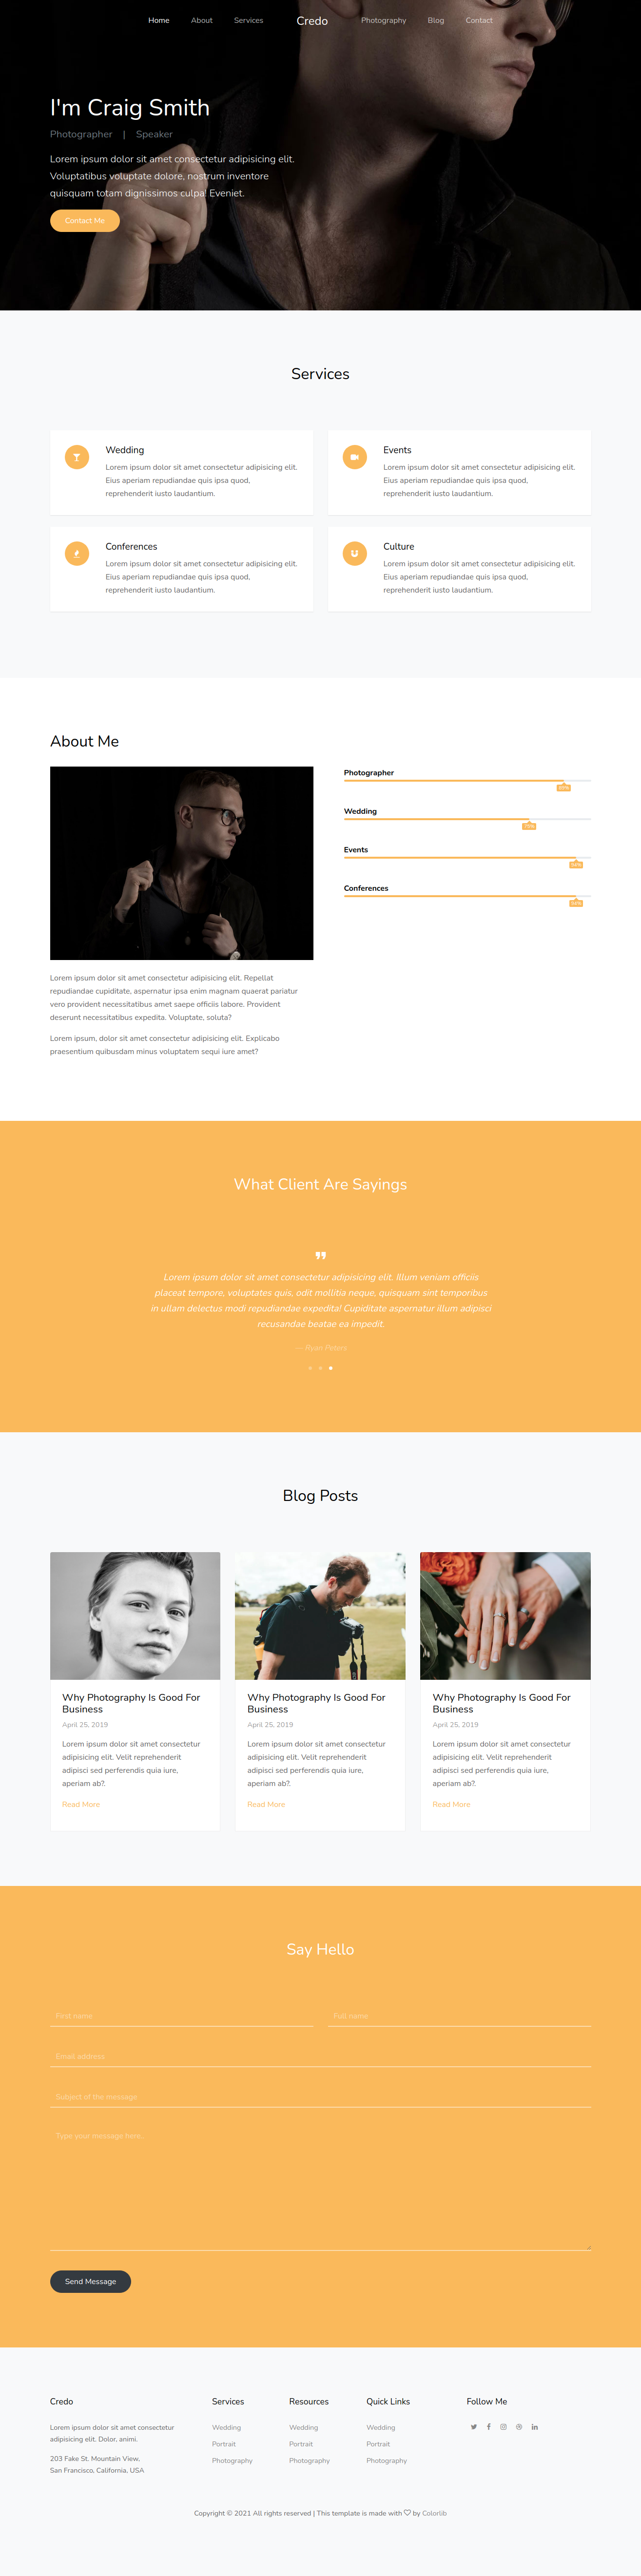 Home About Services Credo Photography Blog Contact
I'm Craig Smith
Photographer | Speaker
Lorem ipsum dolor sit amet consectetur adipisicing elit.
Voluptatibus voluptate dolore, nostrum inventore
quisquam totam dignissimos culpa! Eveniet.
Contact Me
Services
Wedding
Lorem ipsum dolor sit amet consectetur adipisicing elit.
Eius aperiam repudiandae quis ipsa quod,
reprehenderit iusto laudantium.
Events
Lorem ipsum dolor sit amet consectetur adipisicing elit.
Eius aperiam repudiandae quis ipsa quod,
reprehenderit iusto laudantium.
Conferences
Lorem ipsum dolor sit amet consectetur adipisicing elit.
Eius aperiam repudiandae quis ipsa quod,
reprehenderit iusto laudantium.
Culture
Lorem ipsum dolor sit amet consectetur adipisicing elit.
Eius aperiam repudiandae quis ipsa quod,
reprehenderit iusto laudantium.
About Me
Lorem ipsum dolor sit amet consectetur adipisicing elit. Repellat
repudiandae cupiditate, aspernatur ipsa enim magnam quaerat pariatur
vero provident necessitatibus amet saepe officiis labore. Provident
deserunt necessitatibus expedita. Voluptate, soluta?
Lorem ipsum, dolor sit amet consectetur adipisicing elit. Explicabo
praesentium quibusdam minus voluptatem sequi iure amet?
Photographer
Wedding
Events
Conferences
What Client Are Sayings
Lorem ipsum dolor sit amet consectetur adipisicing elit. Illum veniam officiis
placeat tempore, voluptates quis, odit mollitia neque, quisquam sint temporibus
in ullam delectus modi repudiandae expedita! Cupiditate aspernatur illum adipisci
recusandae beatae ea impedit.
— Ryan Peters
Blog Posts
Why Photography Is Good For
Business
April 25, 2019
Lorem ipsum dolor sit amet consectetur
adipisicing elit. Velit reprehenderit
adipisci sed perferendis quia iure,
aperiam ab?.
Read More
Why Photography Is Good For
Business
April 25, 2019
Lorem ipsum dolor sit amet consectetur
adipisicing elit. Velit reprehenderit
adipisci sed perferendis quia iure,
aperiam ab?.
Read More
Why Photography Is Good For
Business
April 25, 2019
Lorem ipsum dolor sit amet consectetur
adipisicing elit. Velit reprehenderit
adipisci sed perferendis quia iure,
aperiam ab?.
Read More
Say Hello
First name
Full name
Email address
Subject of the message
Type your message here..
Send Message
Credo
Lorem ipsum dolor sit amet consectetur
adipisicing elit. Dolor, animi.
203 Fake St. Mountain View,
San Francisco, California, USA
Services
Wedding
Portrait
Photography
Resources
Wedding
Portrait
Photography
Quick Links
Wedding
Portrait
Photography
Follow Me
Copyright © 2021 All rights reserved | This template is made with ♡ by Colorlib